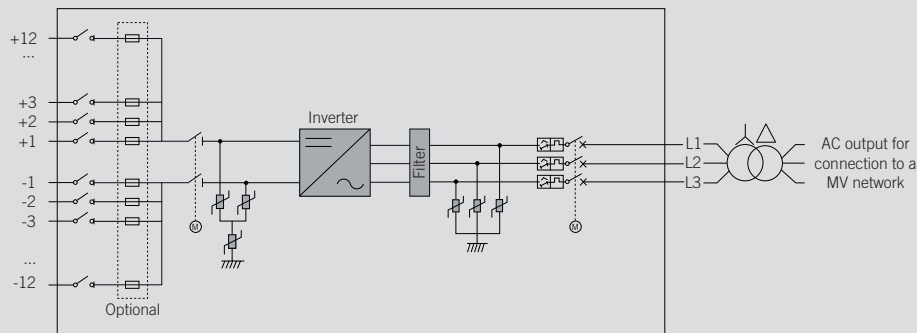 +12
...
+3
+2
+1
-1
-2
-3
...
-12
Optional
M
Inverter
Filter
M
L1
L2
L3
AC output for
connection to a
MV network